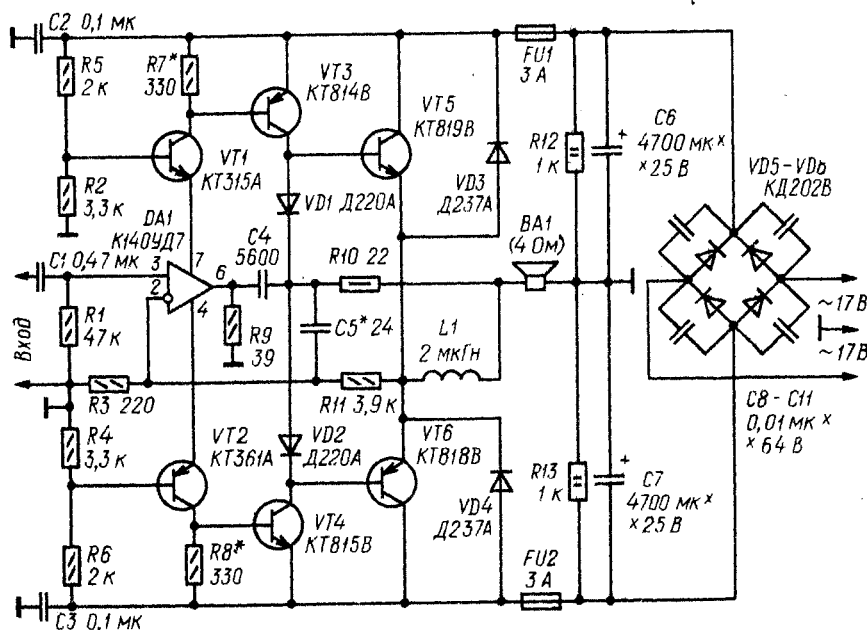 C2 0,1 мк
R5
2 к
R7*
330
VT3
КТ814В
FU1
3 А
VT5
КТ819В
C6
4700 мк ×
× 25 В
R12
1 к
VD5-VD8
КД202В
VT1
КТ315А
R2
3,3 к
VD1 Д220А
VD3
Д237А
DA1
К140УД7
C4
5600
BA1
(4 Ом)
C1 0,47 мк
3
7
6
2
4
R10 22
~17В
~17В
R1
47 к
Вход
R9
39
C5* 24
L1
2 мкГн
R3 220
R11 3,9 к
C8 - C11
0,01 мк ×
× 64 В
R4
3,3 к
VT2
КТ361А
VD2
Д220А
VT6
КТ818В
R13
1 к
+
C7
4700 мк ×
× 25 В
VD4
Д237А
VT4
КТ815В
R6
2 к
R8*
330
FU2
3 А
C3 0,1 мк